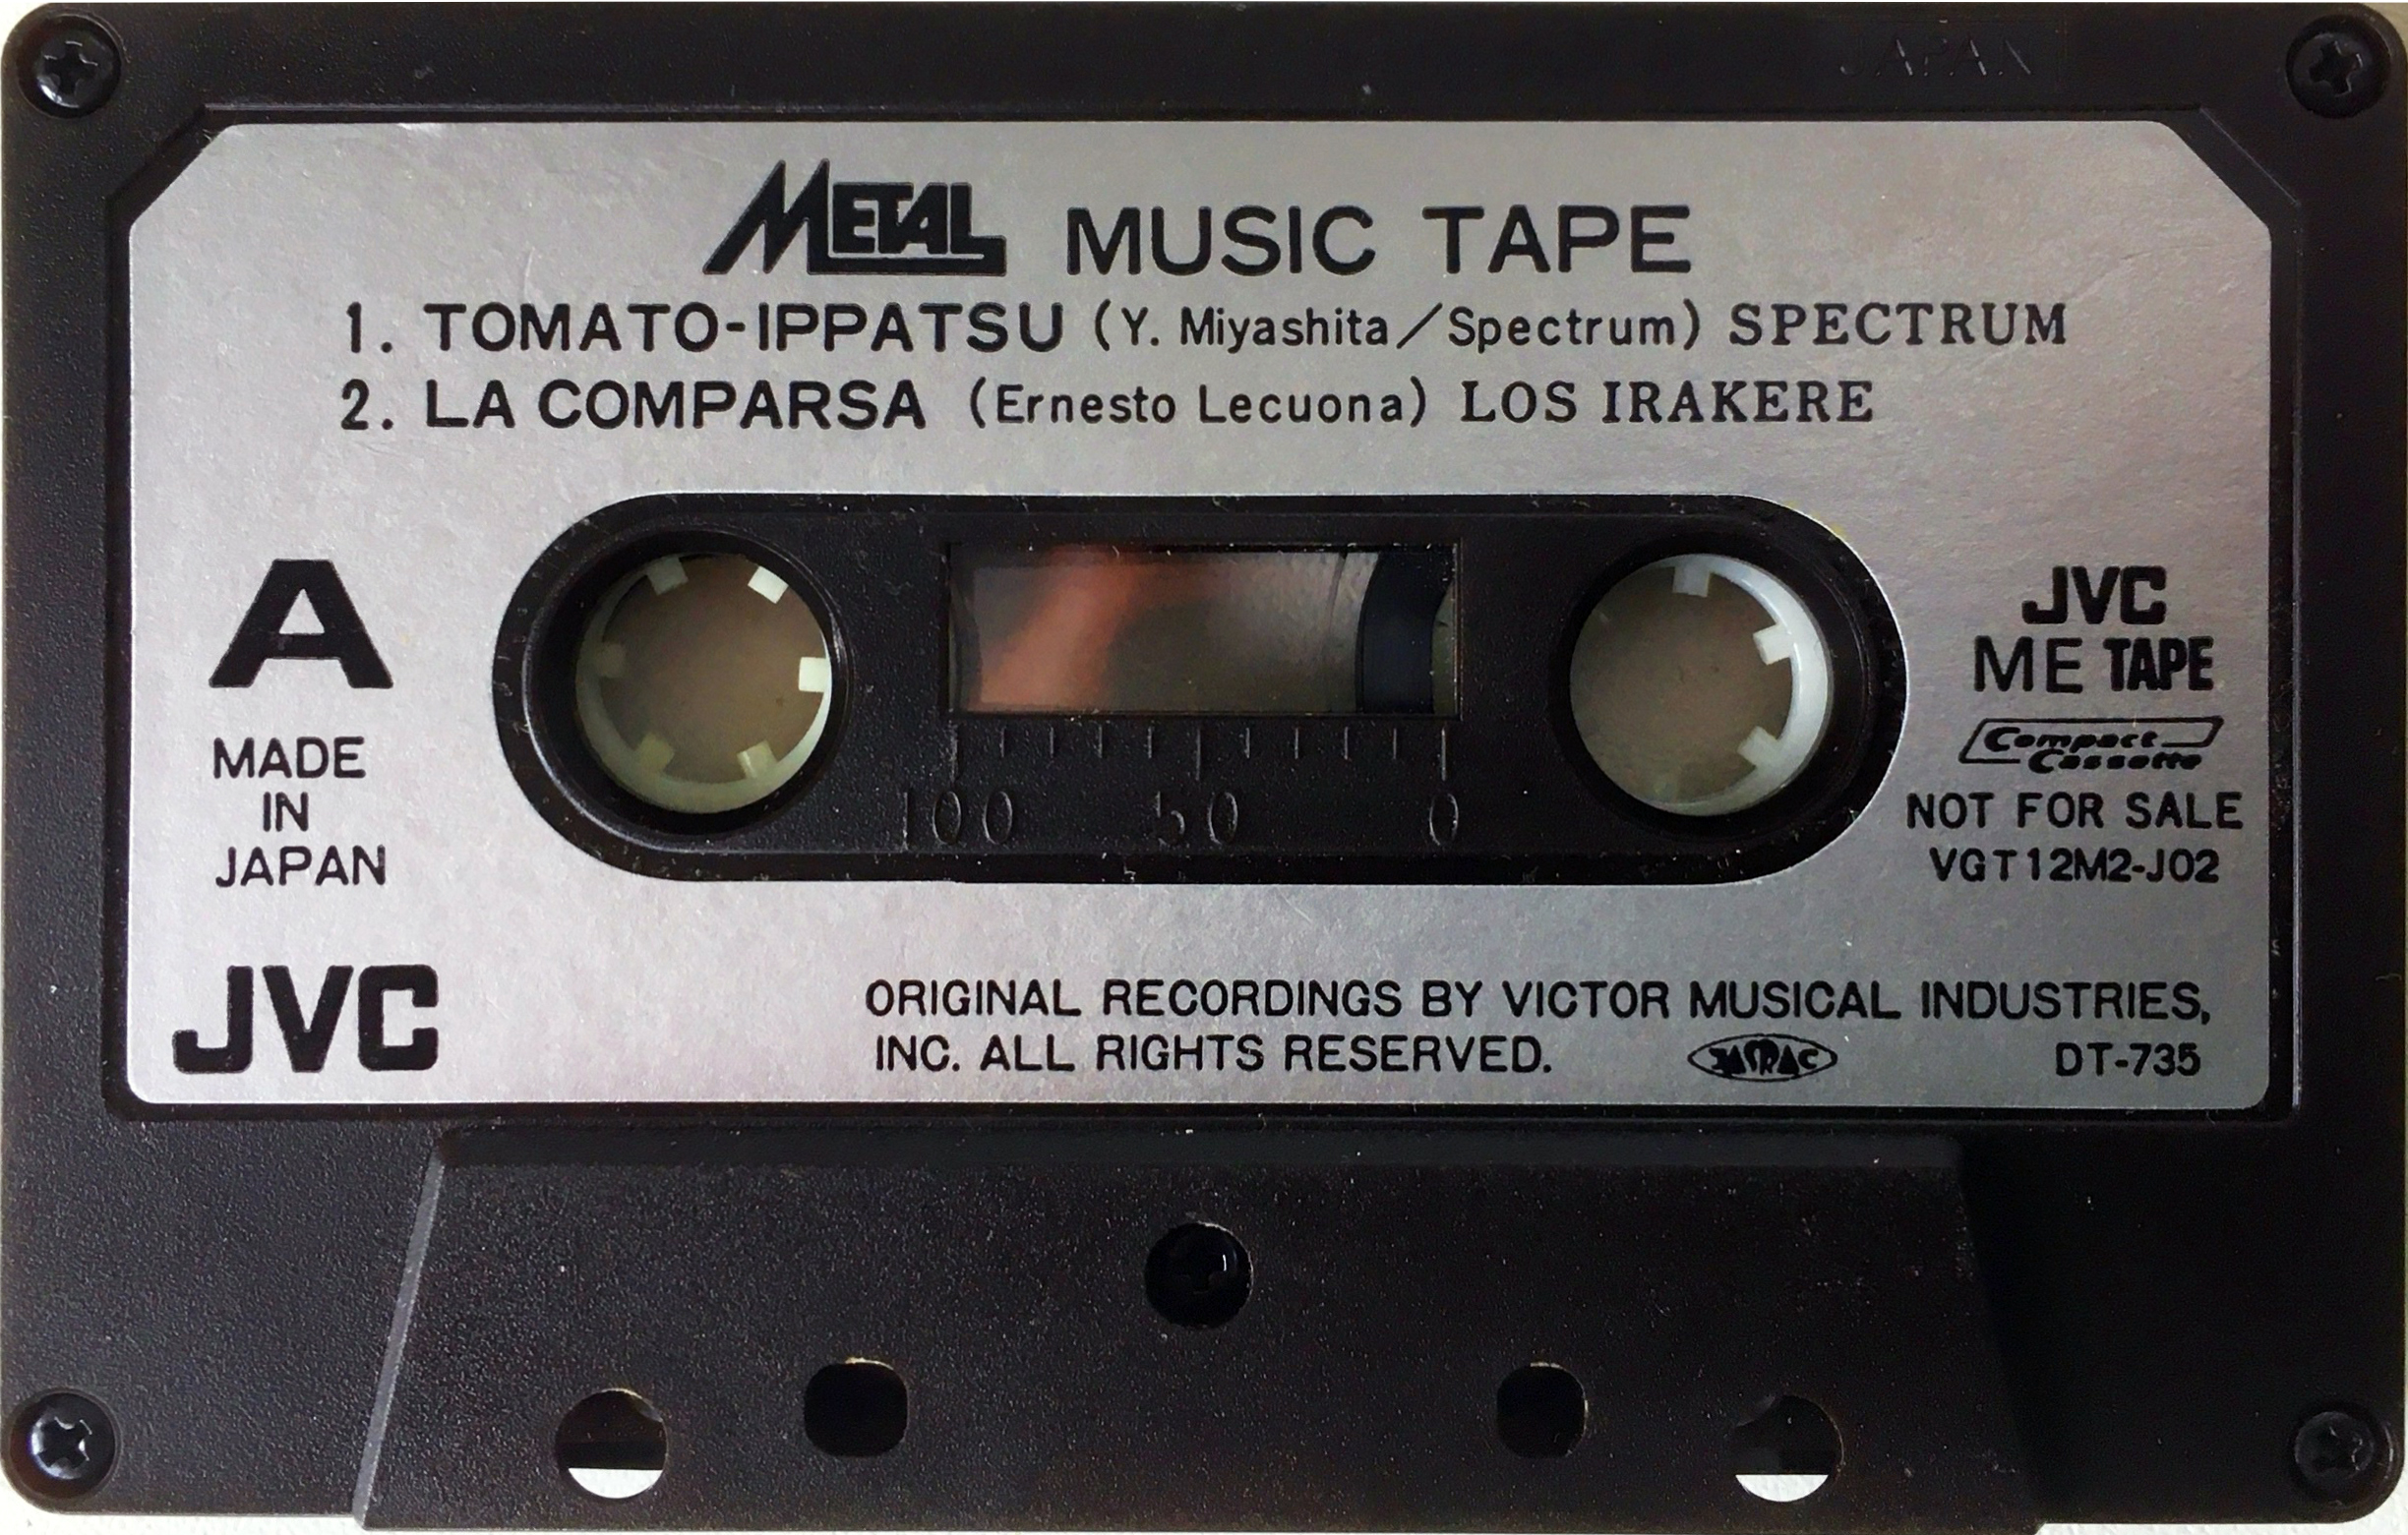 JAPAN
METAL MUSIC TAPE
1. TOMATO-IPPATSU (Y. Miyashita/Spectrum) SPECTRUM
2. LA COMPARSA (Ernesto Lecuona) LOS IRAKERE
A
MADE
IN
JAPAN
100 50 0
JVC
ME TAPE
Compact
Cassette
NOT FOR SALE
VGT12M2-J02
JVC
ORIGINAL RECORDINGS BY VICTOR MUSICAL INDUSTRIES,
INC. ALL RIGHTS RESERVED. JASRAC DT-735